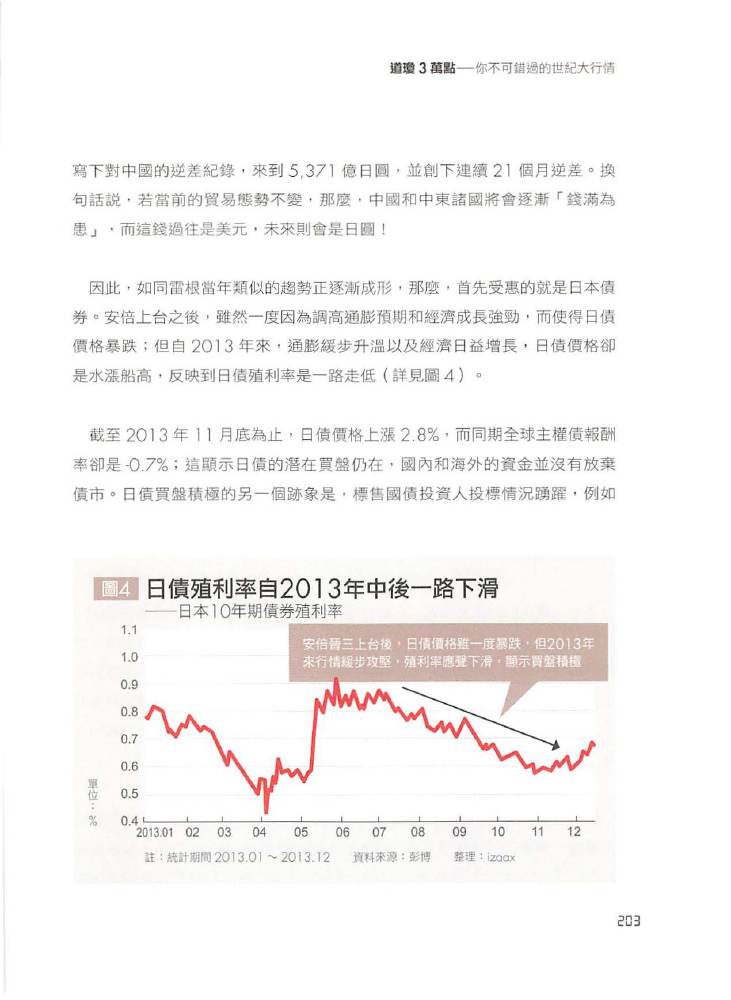 道瓊 3 萬點——你不可錯過的世紀大行情
寫下對中國的逆差紀錄，來到 5,371 億日圓，並創下連續 21 個月逆差。換
句話說，若當前的貿易態勢不變，那麼，中國和中東諸國將會逐漸「錢滿為
患」，而這錢過往是美元，未來則會是日圓！
因此，如同雷根當年類似的趨勢正逐漸成形，那麼，首先受惠的就是日本債
券。安倍上台之後，雖然一度因為調高通膨預期和經濟成長強勁，而使得日債
價格暴跌；但自 2013 年來，通膨緩步升溫以及經濟日益增長，日債價格卻
是水漲船高，反映到日債殖利率是一路走低（詳見圖 4）。
截至 2013 年 11 月底為止，日債價格上漲 2.8%，而同期全球主權債報酬
率卻是 -0.7%；這顯示日債的潛在買盤仍在，國內和海外的資金並沒有放棄
債市。日債買盤積極的另一個跡象是，標售國債投資人投標情況踴躍，例如
圖4 日債殖利率自2013年中後一路下滑
——日本10年期債券殖利率
安倍晉三上台後，日債價格雖一度暴跌，但2013年
來行情緩步攻堅，殖利率應聲下滑，顯示買盤積極
1.1
1.0
0.9
0.8
0.7
0.6
0.5
0.4
單位：%
2013.01 02 03 04 05 06 07 08 09 10 11 12
註：統計期間 2013.01～2013.12 資料來源：彭博 整理：izaax
203